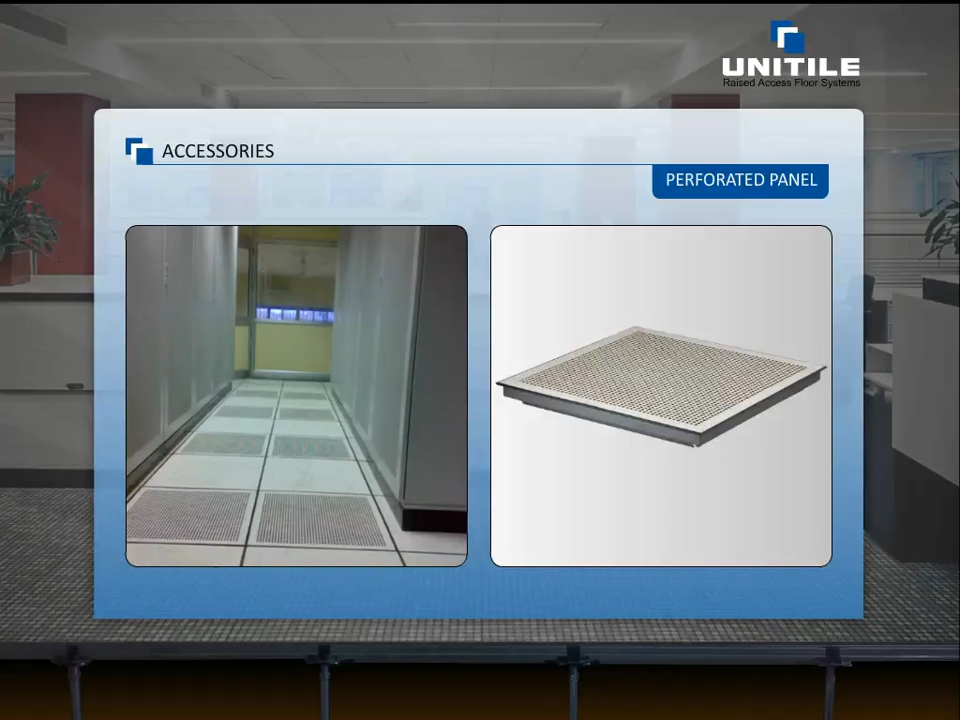 UNITILE
Raised Access Floor Systems
ACCESSORIES
PERFORATED PANEL